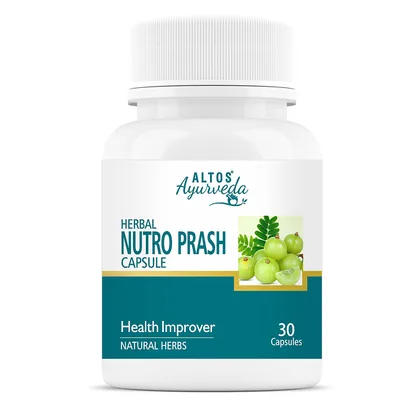 ALTOS®
Ayurveda
HERBAL
NUTRO PRASH
CAPSULE
Health Improver
NATURAL HERBS
30
Capsules